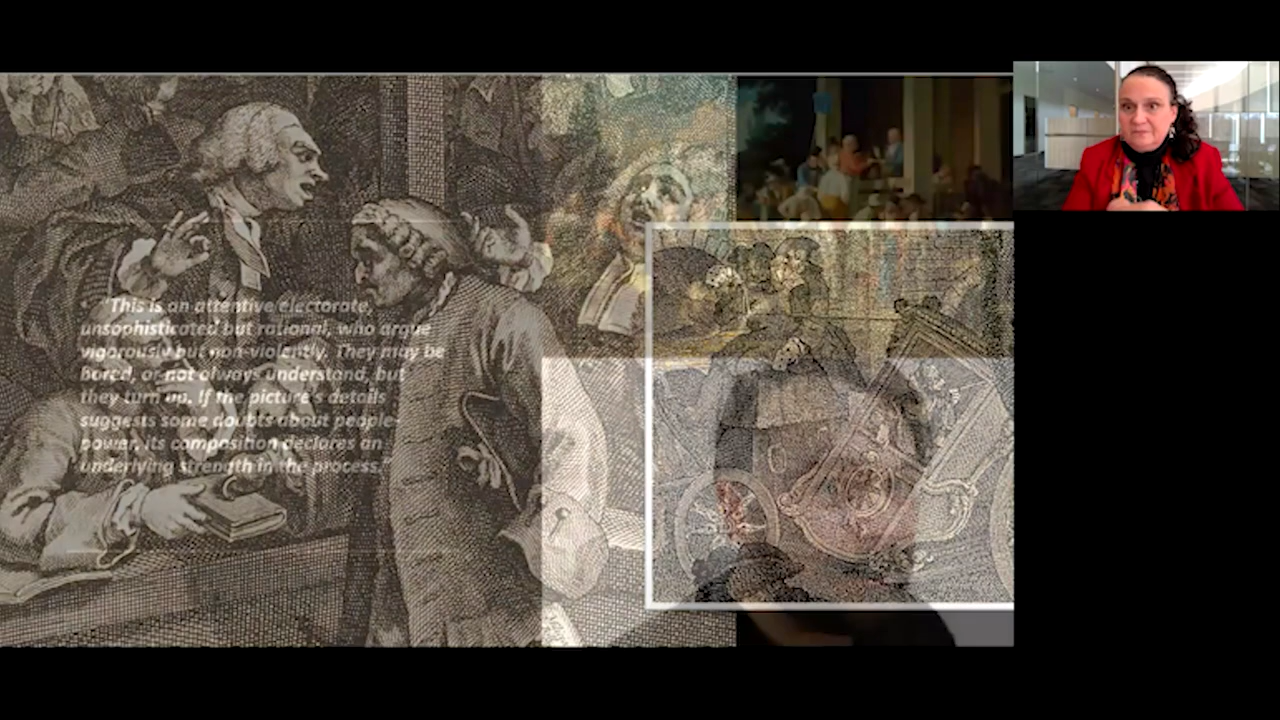 "This is an attentive electorate,
unsophisticated but rational, who argue
vigorously but non-violently. They may be
bored, or not always understand, but
they turn up. If the picture's details
suggests some doubts about people-
power, its composition declares an
underlying strength in the process."